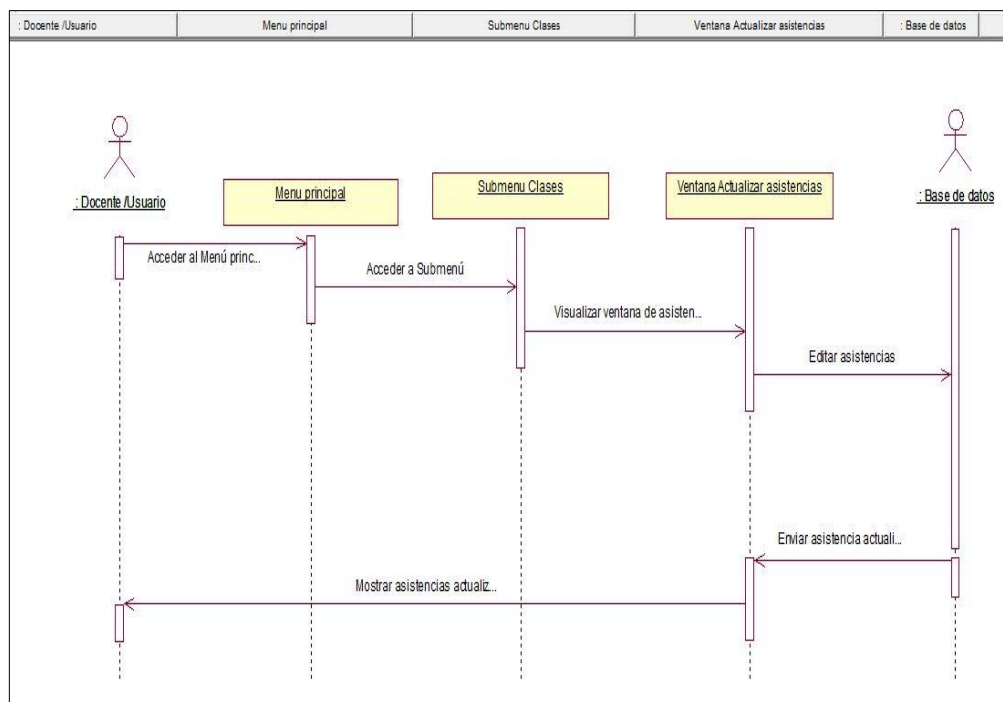 : Docente /Usuario
Menu principal
Submenu Clases
Ventana Actualizar asistencias
: Base de datos
: Docente /Usuario
Menu principal
Submenu Clases
Ventana Actualizar asistencias
: Base de datos
Acceder al Menú princ...
Acceder a Submenú
Visualizar ventana de asisten...
Editar asistencias
Enviar asistencia actuali...
Mostrar asistencias actualiz...